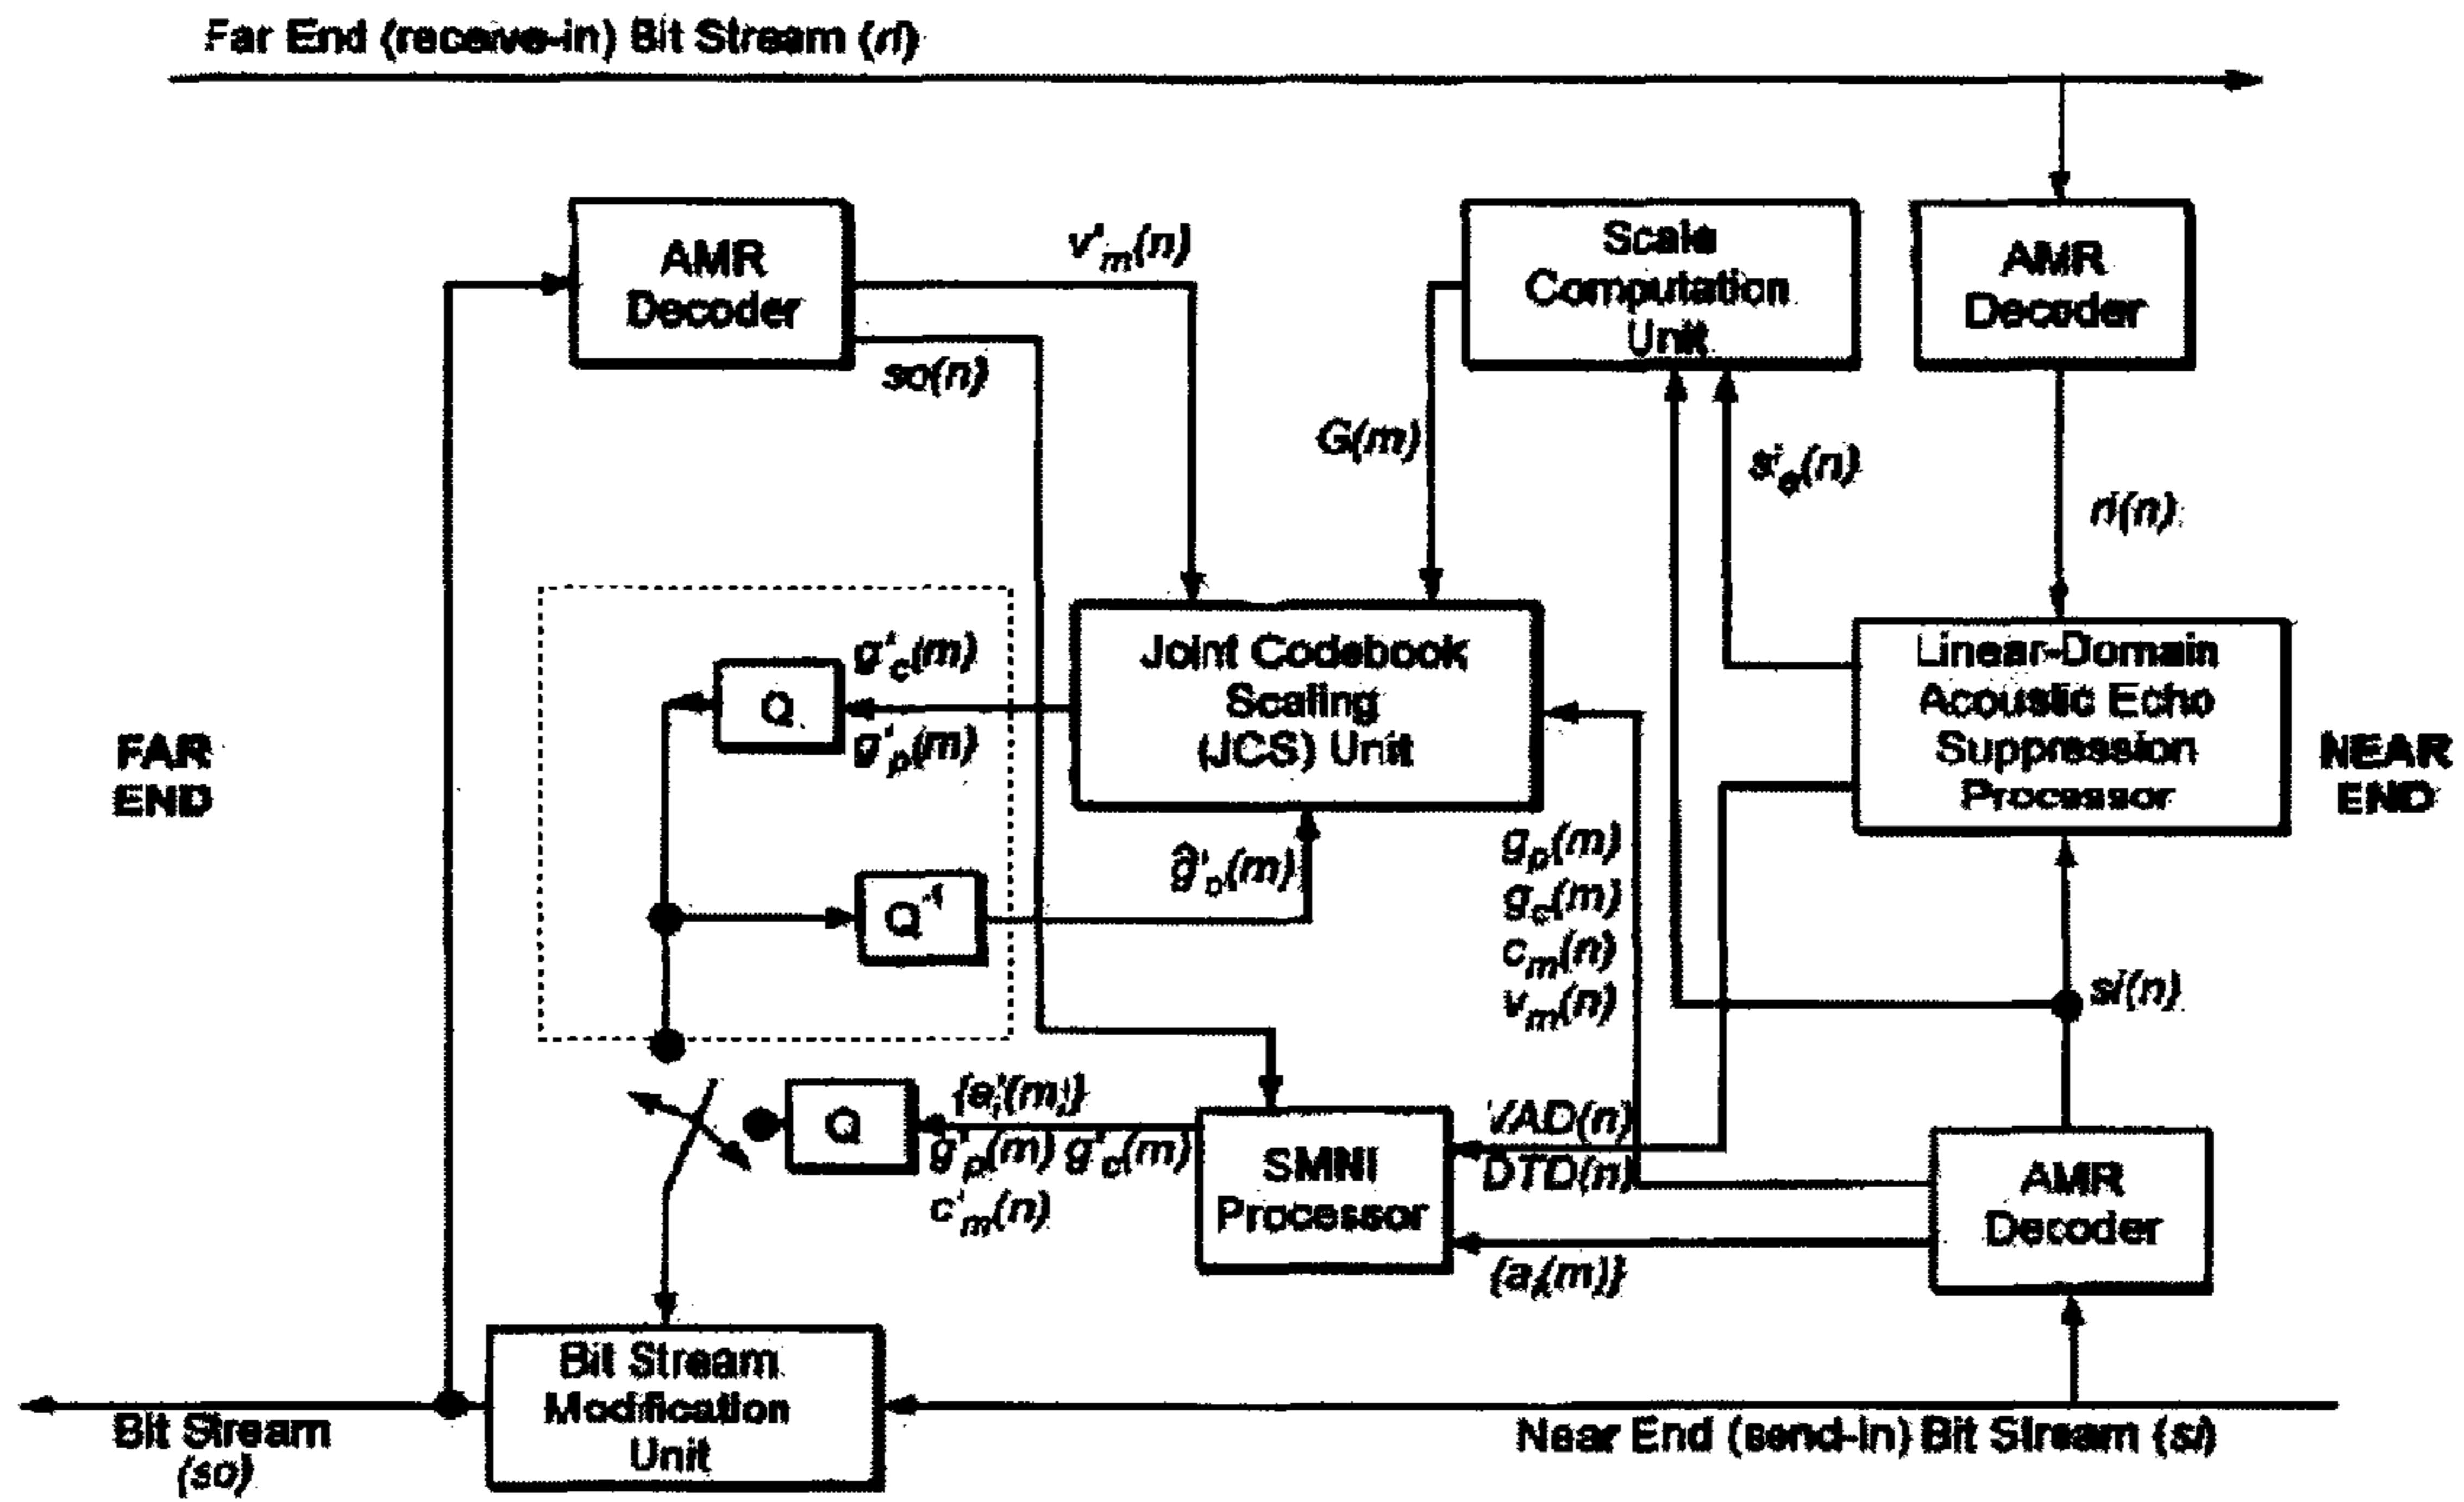 Far End (receive-in) Bit Stream (ri)
AMR
Decoder
v'm(n)
so(n)
Scale
Computation
Unit
AMR
Decoder
G(m)
ri(n)
Joint Codebook
Scaling
(JCS) Unit
Linear-Domain
Acoustic Echo
Suppression
Processor
g'c(m)
Q
g'p(m)
FAR
END
NEAR
END
Q-1
gp(m)
gc(m)
cm(n)
vm(n)
si(n)
{a'i(m)}
Q
g'p(m) g'c(m)
c'm(n)
SMNI
Processor
VAD(n)
DTD(n)
AMR
Decoder
{ai(m)}
Bit Stream
Modification
Unit
Bit Stream
(so)
Near End (send-in) Bit Stream (si)